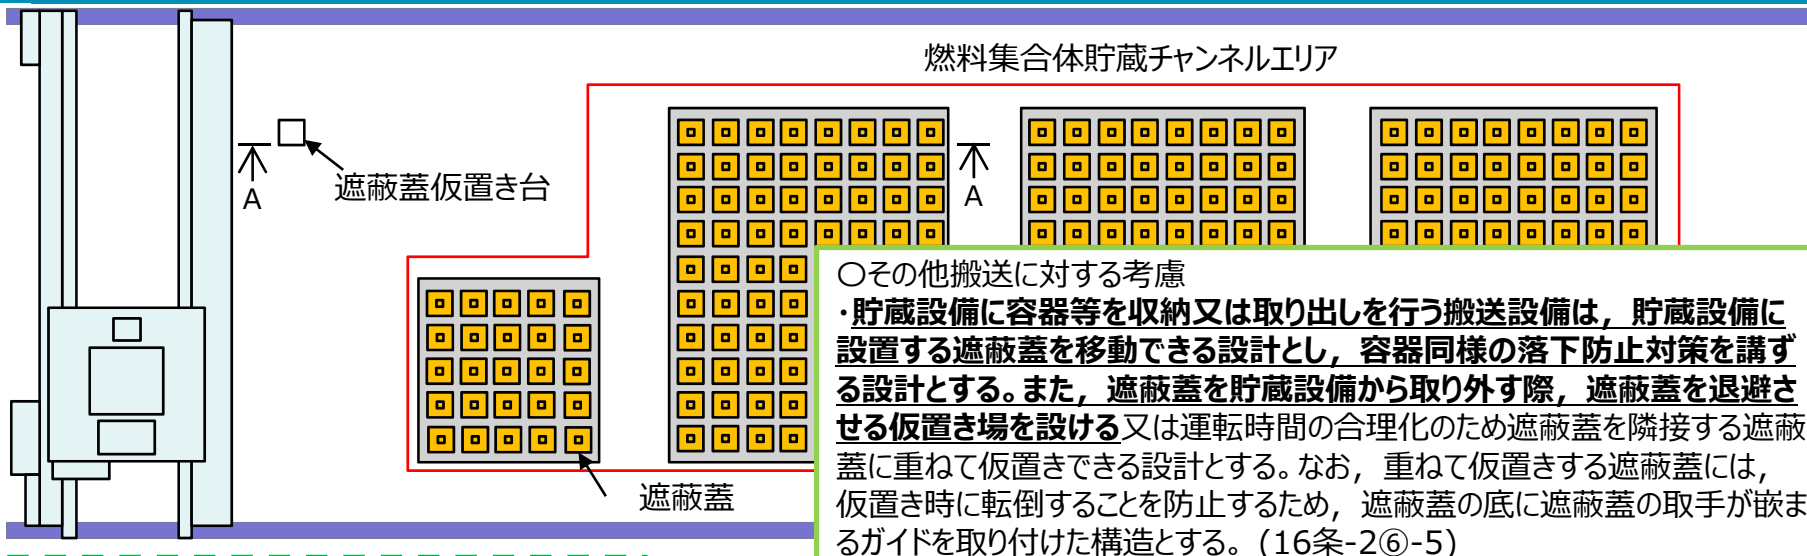 燃料集合体貯蔵チャンネルエリア
A
遮蔽蓋仮置き台
A
遮蔽蓋
○その他搬送に対する考慮
・貯蔵設備に容器等を収納又は取り出しを行う搬送設備は，貯蔵設備に
設置する遮蔽蓋を移動できる設計とし，容器同様の落下防止対策を講ず
る設計とする。また，遮蔽蓋を貯蔵設備から取り外す際，遮蔽蓋を退避さ
せる仮置き場を設ける又は運転時間の合理化のため遮蔽蓋を隣接する遮蔽
蓋に重ねて仮置きできる設計とする。なお，重ねて仮置きする遮蔽蓋には，
仮置き時に転倒することを防止するため，遮蔽蓋の底に遮蔽蓋の取手が嵌ま
るガイドを取り付けた構造とする。(16条-2⑥-5)